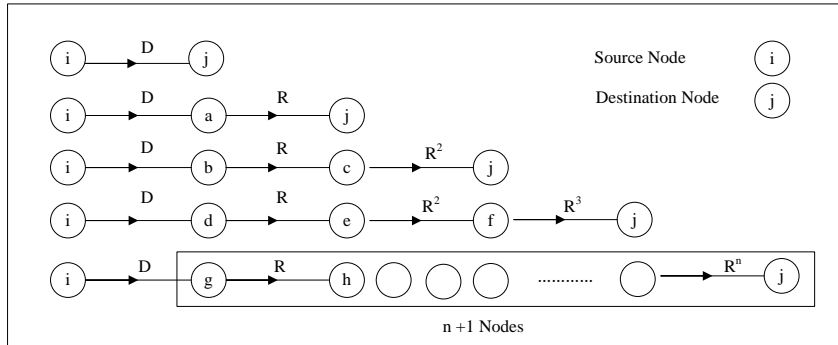 D
i j Source Node i
D R Destination Node j
i a j
D R R²
i b c j
D R R² R³
i d e f j
D R Rⁿ
i g h ............ j
n +1 Nodes